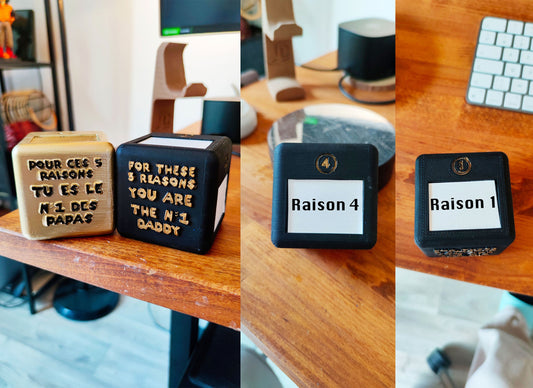 POUR CES 5
RAISONS
TU ES LE
N°1 DES
PAPAS
FOR THESE
5 REASONS
YOU ARE
THE N°1
DADDY
4
Raison 4
1
Raison 1